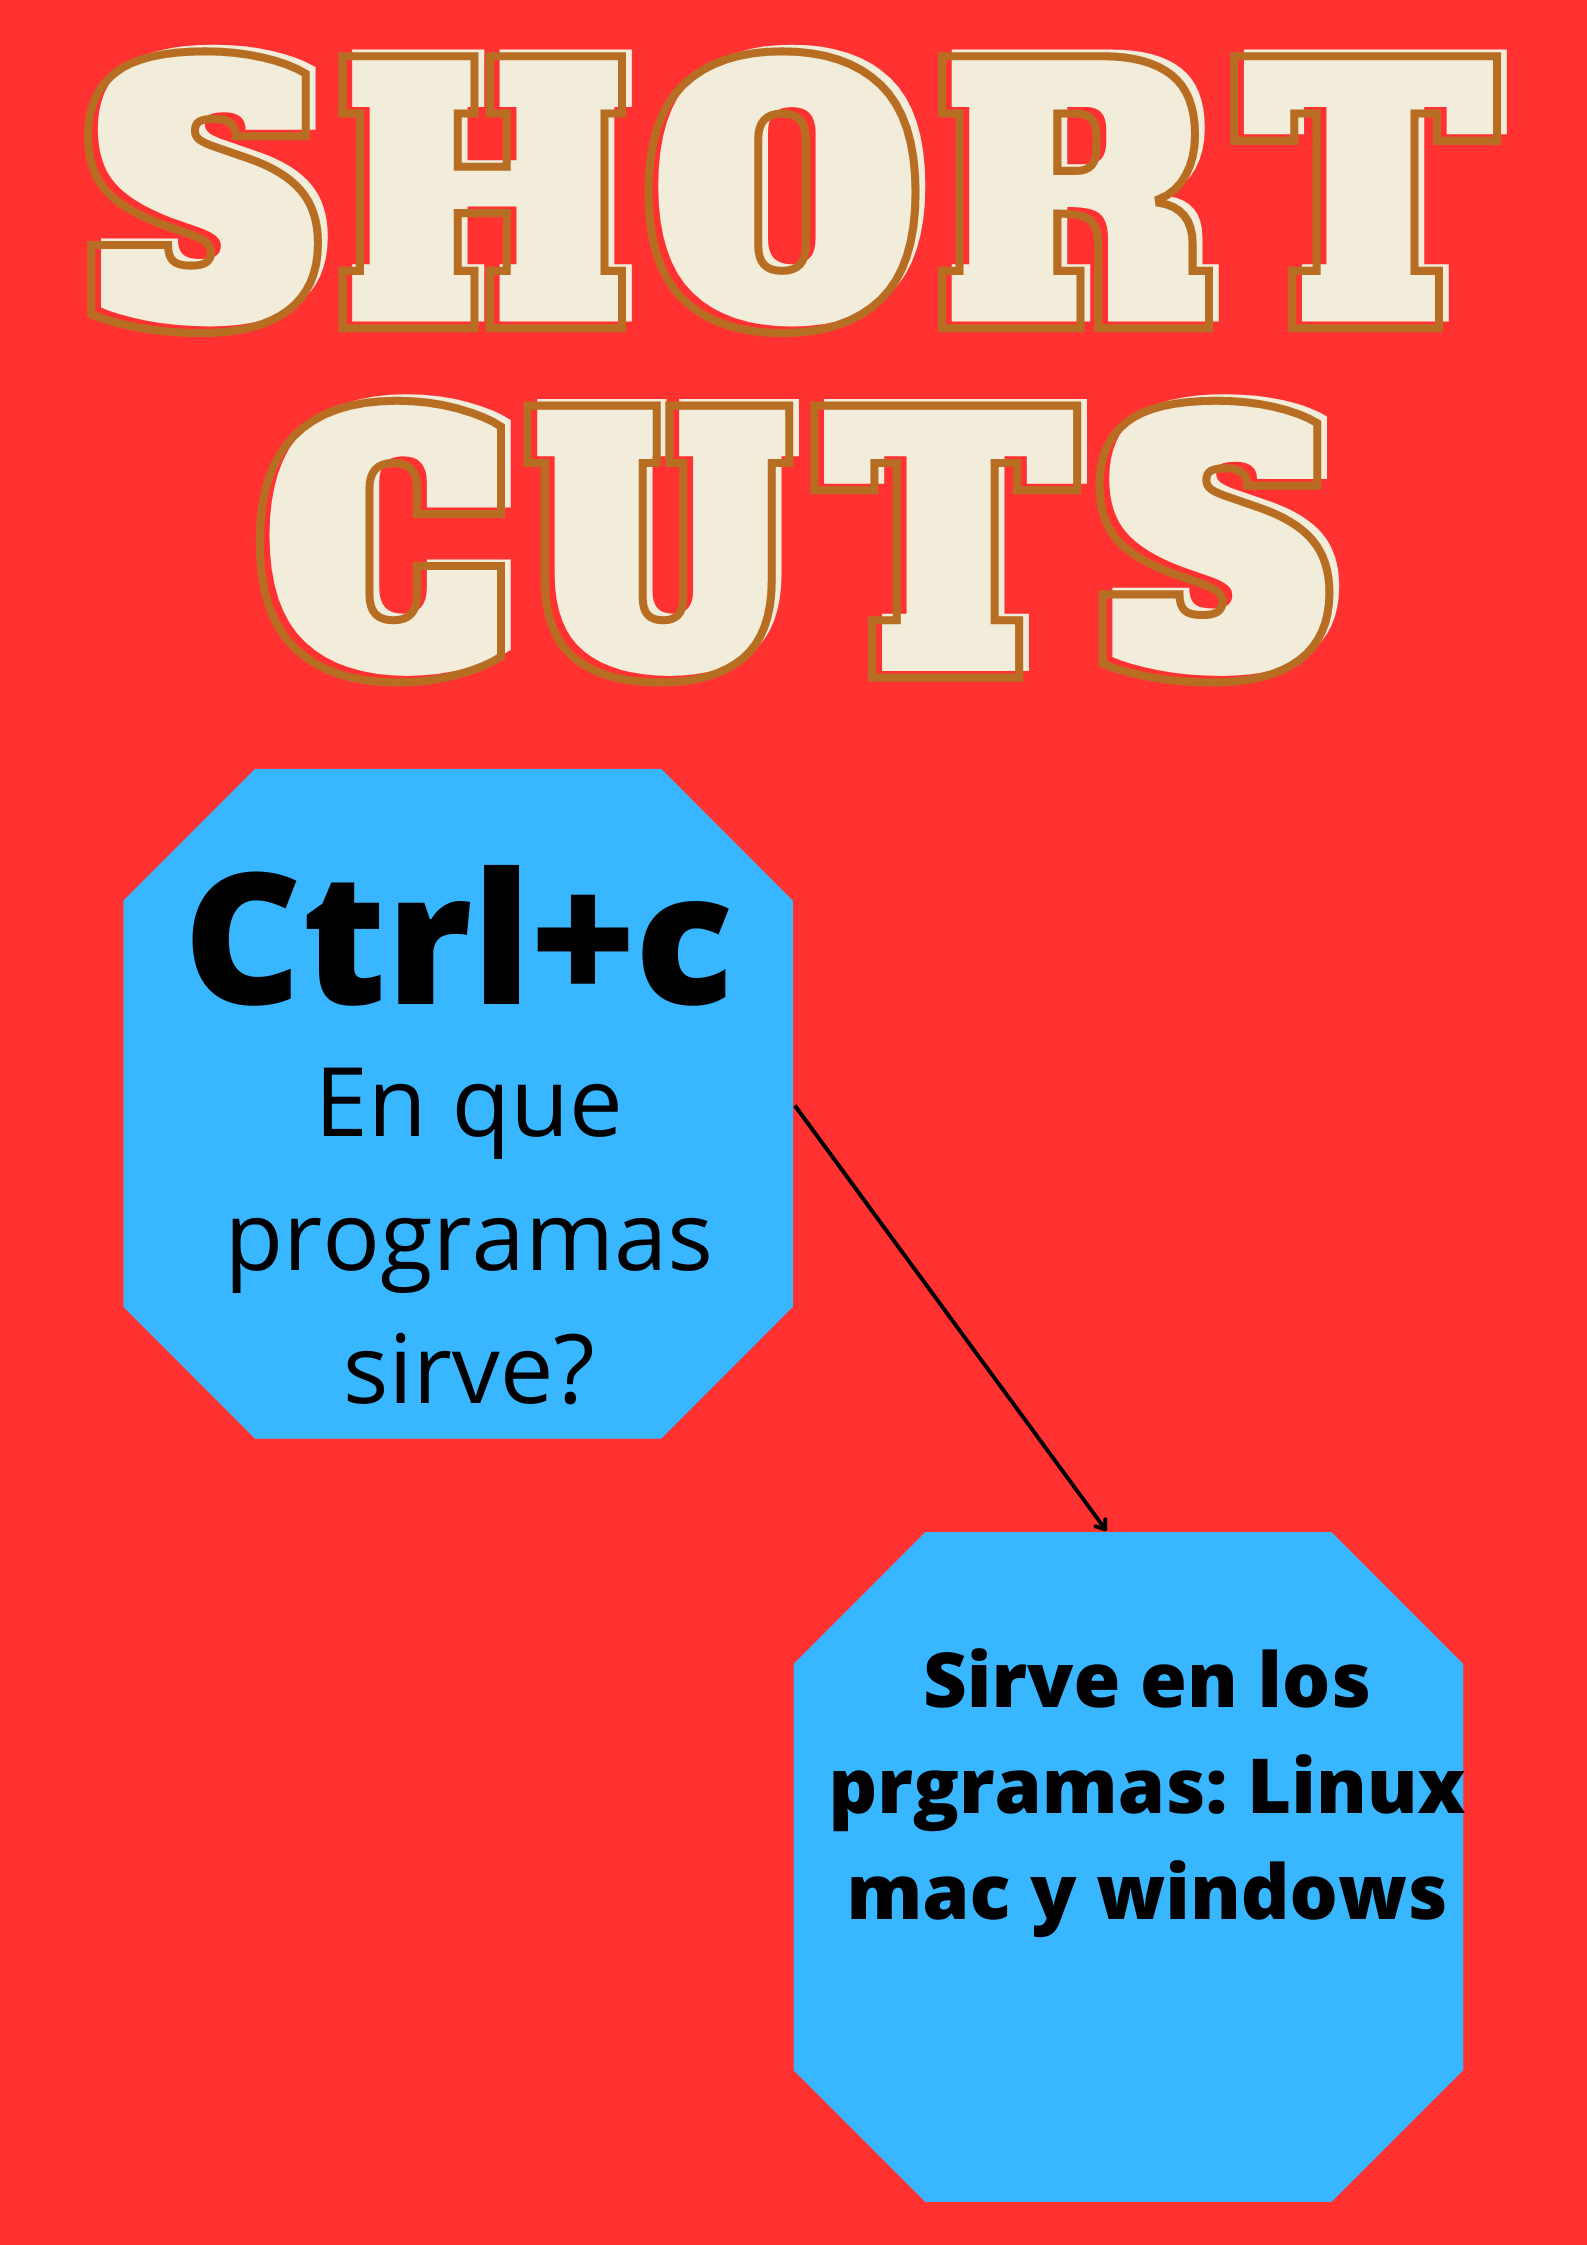 SHORT
CUTS
Ctrl+c
En que
programas
sirve?
Sirve en los
prgramas: Linux
mac y windows